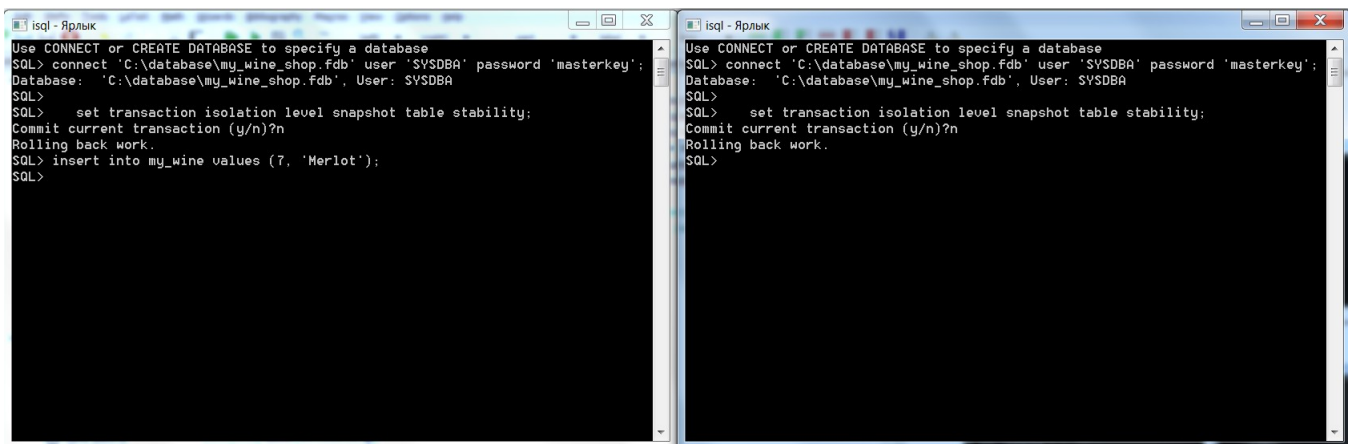 isql - Ярлык
Use CONNECT or CREATE DATABASE to specify a database
SQL> connect 'C:\database\my_wine_shop.fdb' user 'SYSDBA' password 'masterkey';
Database:  'C:\database\my_wine_shop.fdb', User: SYSDBA
SQL>
SQL>    set transaction isolation level snapshot table stability;
Commit current transaction (y/n)?n
Rolling back work.
SQL> insert into my_wine values (7, 'Merlot');
SQL>
isql - Ярлык
Use CONNECT or CREATE DATABASE to specify a database
SQL> connect 'C:\database\my_wine_shop.fdb' user 'SYSDBA' password 'masterkey';
Database:  'C:\database\my_wine_shop.fdb', User: SYSDBA
SQL>
SQL>    set transaction isolation level snapshot table stability;
Commit current transaction (y/n)?n
Rolling back work.
SQL>